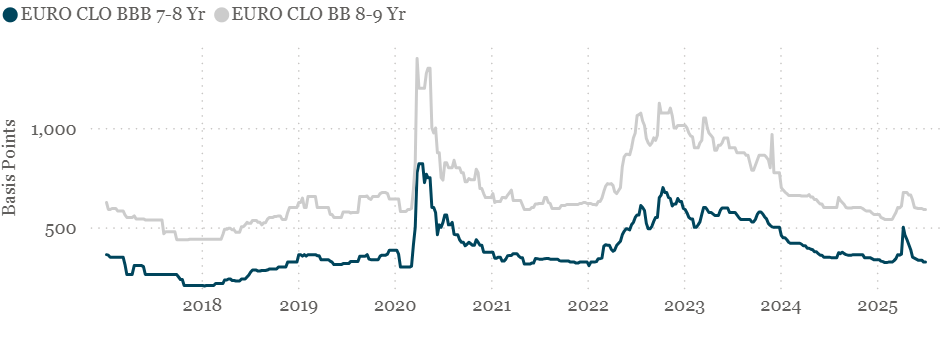 EURO CLO BBB 7-8 Yr EURO CLO BB 8-9 Yr
Basis Points
1,000
500
2018 2019 2020 2021 2022 2023 2024 2025